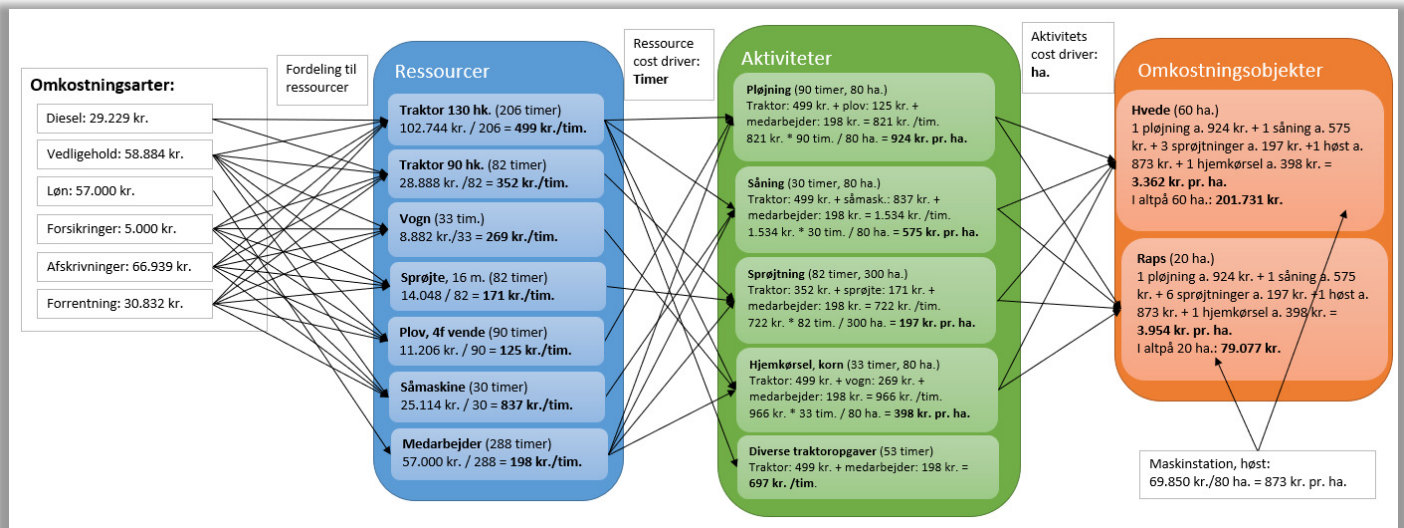 Omkostningsarter:
Diesel: 29.229 kr.
Vedligehold: 58.884 kr.
Løn: 57.000 kr.
Forsikringer: 5.000 kr.
Afskrivninger: 66.939 kr.
Forrentning: 30.832 kr.
Fordeling til
ressourcer
Ressourcer
Traktor 130 hk. (206 timer)
102.744 kr. / 206 = 499 kr./tim.
Traktor 90 hk. (82 timer)
28.888 kr. /82 = 352 kr./tim.
Vogn (33 tim.)
8.882 kr./33 = 269 kr./tim.
Sprøjte, 16 m. (82 timer)
14.048 / 82 = 171 kr./tim.
Plov, 4f vende (90 timer)
11.206 kr. / 90 = 125 kr./tim.
Såmaskine (30 timer)
25.114 kr. / 30 = 837 kr./tim.
Medarbejder (288 timer)
57.000 kr. / 288 = 198 kr./tim.
Ressource
cost driver:
Timer
Aktiviteter
Pløjning (90 timer, 80 ha.)
Traktor: 499 kr. + plov: 125 kr. +
medarbejder: 198 kr. = 821 kr. /tim.
821 kr. * 90 tim. / 80 ha. = 924 kr. pr. ha.
Såning (30 timer, 80 ha.)
Traktor: 499 kr. + såmask.: 837 kr. +
medarbejder: 198 kr. = 1.534 kr. /tim.
1.534 kr. * 30 tim. / 80 ha. = 575 kr. pr. ha.
Sprøjtning (82 timer, 300 ha.)
Traktor: 352 kr. + sprøjte: 171 kr. +
medarbejder: 198 kr. = 722 kr. /tim.
722 kr. * 82 tim. / 300 ha. = 197 kr. pr. ha.
Hjemkørsel, korn (33 timer, 80 ha.)
Traktor: 499 kr. + vogn: 269 kr. +
medarbejder: 198 kr. = 966 kr. /tim.
966 kr. * 33 tim. / 80 ha. = 398 kr. pr. ha.
Diverse traktoropgaver (53 timer)
Traktor: 499 kr. + medarbejder: 198 kr. =
697 kr. /tim.
Aktivitets
cost driver:
ha.
Omkostningsobjekter
Hvede (60 ha.)
1 pløjning a. 924 kr. + 1 såning a. 575
kr. + 3 sprøjtninger a. 197 kr. +1 høst a.
873 kr. + 1 hjemkørsel a. 398 kr. =
3.362 kr. pr. ha.
I altpå 60 ha.: 201.731 kr.
Raps (20 ha.)
1 pløjning a. 924 kr. + 1 såning a. 575
kr. + 6 sprøjtninger a. 197 kr. +1 høst a.
873 kr. + 1 hjemkørsel a. 398 kr. =
3.954 kr. pr. ha.
I altpå 20 ha.: 79.077 kr.
Maskinstation, høst:
69.850 kr./80 ha. = 873 kr. pr. ha.